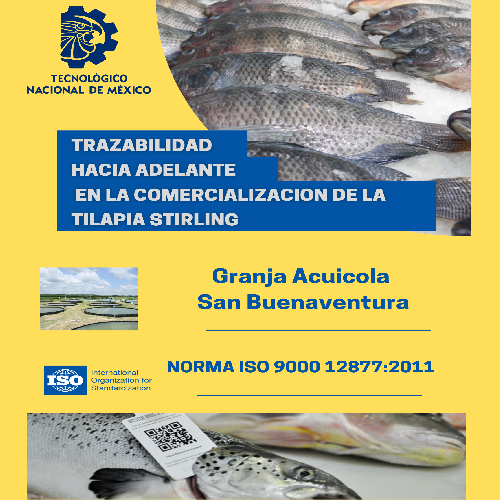 TECNOLÓGICO
NACIONAL DE MÉXICO
TRAZABILIDAD
HACIA ADELANTE
EN LA COMERCIALIZACION DE LA
TILAPIA STIRLING
Granja Acuicola
San Buenaventura
ISO
International
Organization for
Standardization
NORMA ISO 9000 12877:2011